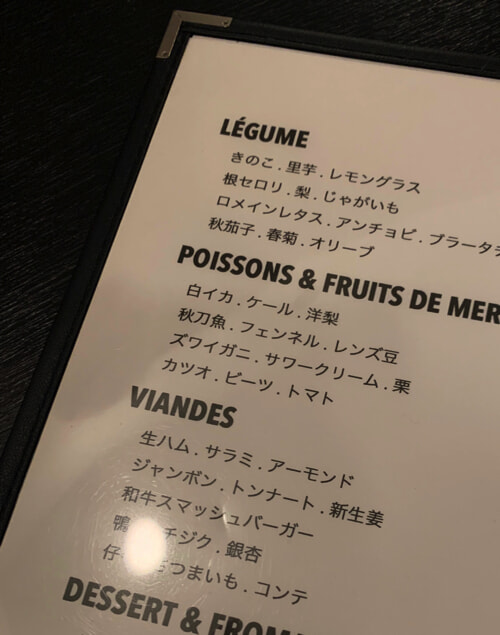 LÉGUME
きのこ . 里芋 . レモングラス
根セロリ . 梨 . じゃがいも
ロメインレタス . アンチョビ . ブラータチ
秋茄子 . 春菊 . オリーブ
POISSONS & FRUITS DE MER
白イカ . ケール . 洋梨
秋刀魚 . フェンネル . レンズ豆
ズワイガニ . サワークリーム . 栗
カツオ . ビーツ . トマト
VIANDES
生ハム . サラミ . アーモンド
ジャンボン . トンナート . 新生姜
和牛スマッシュバーガー
鴨 チジク . 銀杏
仔 つまいも . コンテ
DESSERT &